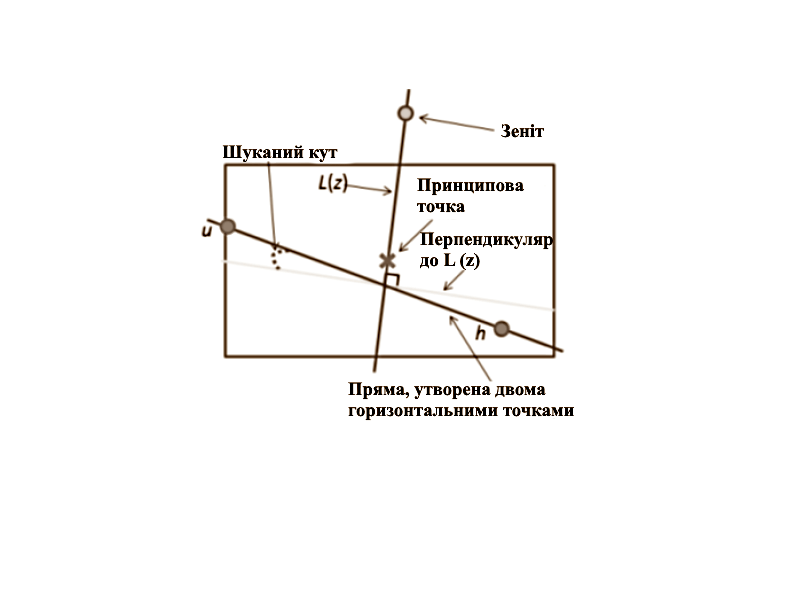 Зеніт
Шуканий кут
L(z)
Принципова
точка
u
Перпендикуляр
до L (z)
h
Пряма, утворена двома
горизонтальними точками